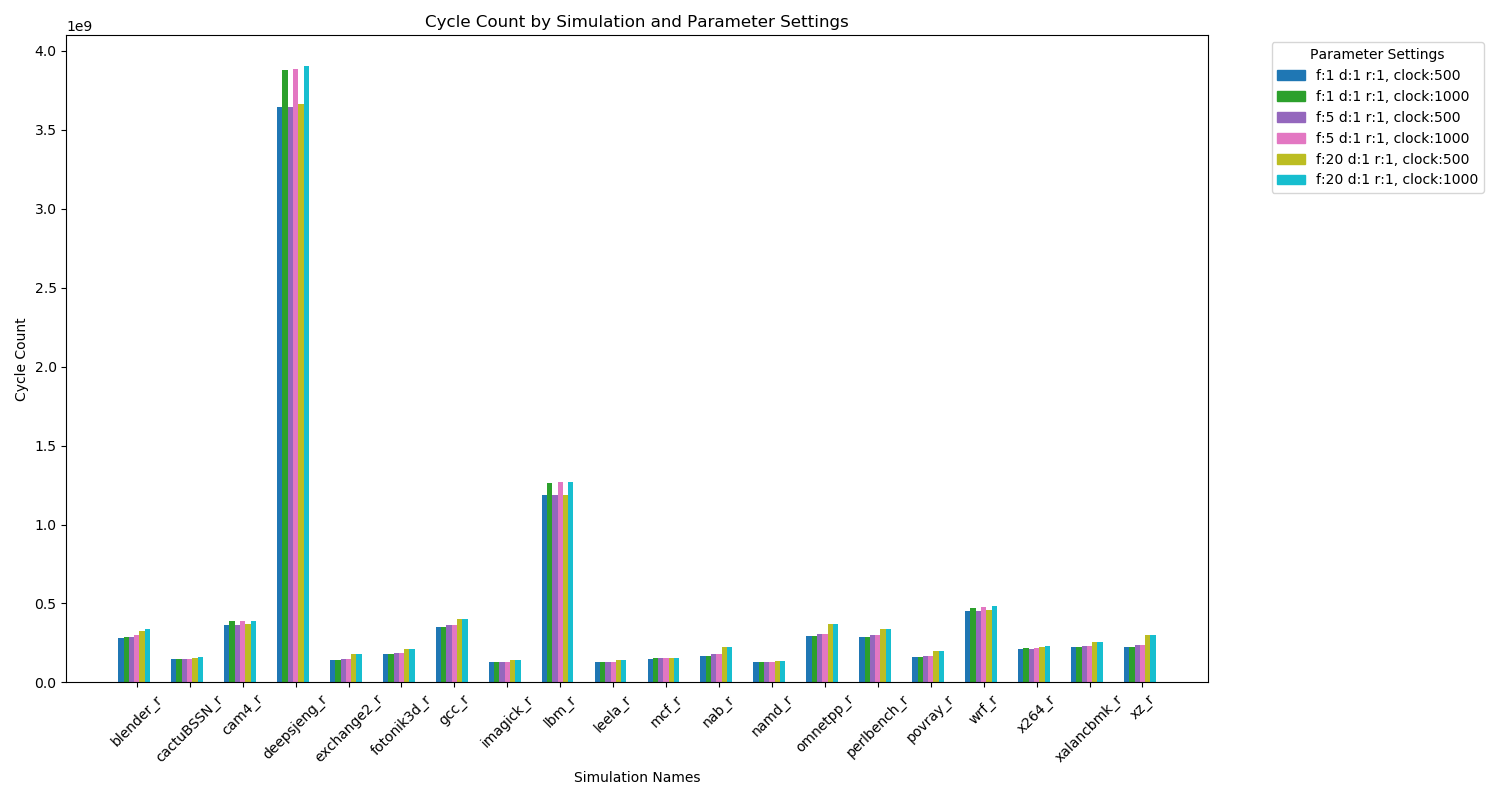 Cycle Count by Simulation and Parameter Settings
1e9
4.0
3.5
3.0
2.5
2.0
1.5
1.0
0.5
0.0
Cycle Count
blender_r
cactuBSSN_r
cam4_r
deepsjeng_r
exchange2_r
fotonik3d_r
gcc_r
imagick_r
lbm_r
leela_r
mcf_r
nab_r
namd_r
omnetpp_r
perlbench_r
povray_r
wrf_r
x264_r
xalancbmk_r
xz_r
Simulation Names
Parameter Settings
f:1 d:1 r:1, clock:500
f:1 d:1 r:1, clock:1000
f:5 d:1 r:1, clock:500
f:5 d:1 r:1, clock:1000
f:20 d:1 r:1, clock:500
f:20 d:1 r:1, clock:1000